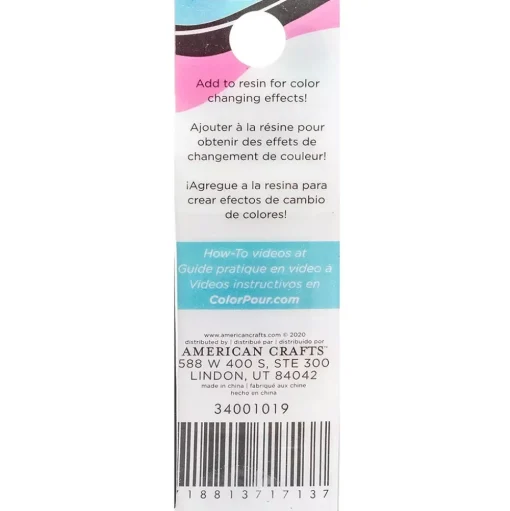 Add to resin for color
changing effects!
Ajouter à la résine pour
obtenir des effets de
changement de couleur!
¡Agregue a la resina para
crear efectos de cambio
de colores!
How-To videos at
Guide pratique en video à
Videos instructivos en
ColorPour.com
www.americancrafts.com © 2020
distributed by | distribué par | distribuido por
AMERICAN CRAFTS™
588 W 400 S, STE 300
LINDON, UT 84042
made in china | fabriqué aux chine
hecho en chino
34001019
7 18813 71713 7